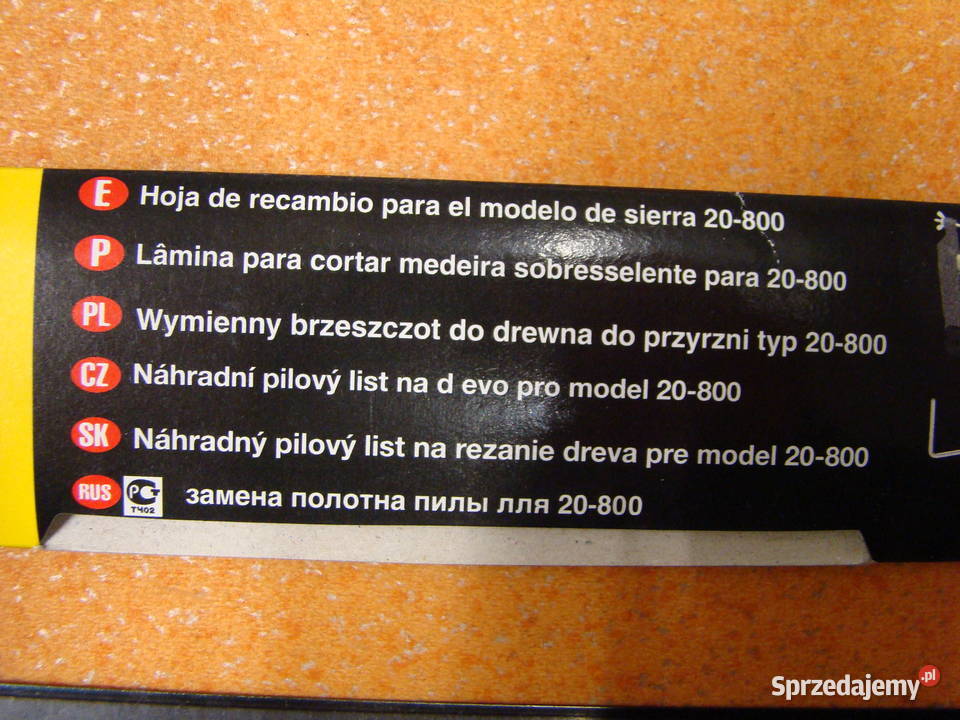 E Hoja de recambio para el modelo de sierra 20-800
P Lâmina para cortar medeira sobresselente para 20-800
PL Wymienny brzeszczot do drewna do przyrzni typ 20-800
CZ Náhradní pilový list na d evo pro model 20-800
SK Náhradný pilový list na rezanie dreva pre model 20-800
RUS РСТ ТЧ02 замена полотна пилы лля 20-800
Sprzedajemy.pl